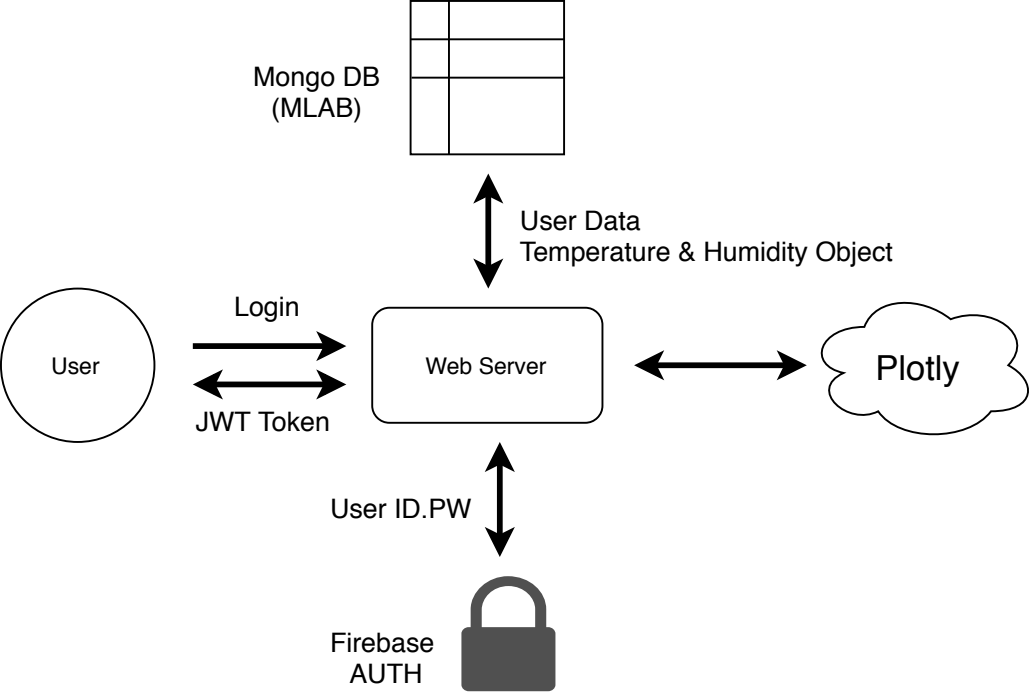 Mongo DB
(MLAB)
User Data
Temperature & Humidity Object
Login
User
Web Server
Plotly
JWT Token
User ID.PW
Firebase
AUTH